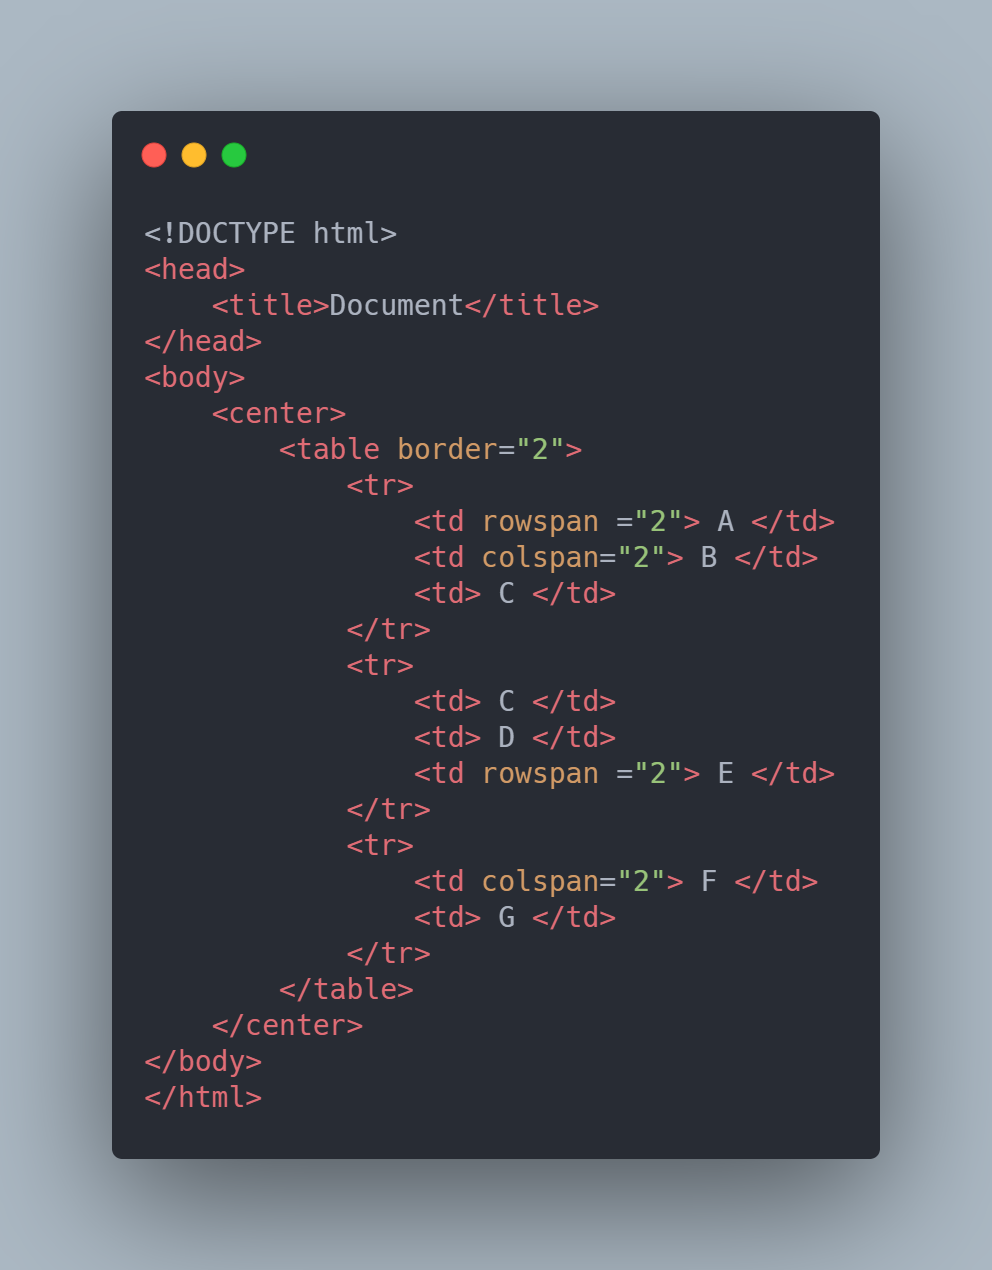 <!DOCTYPE html>
<head>
    <title>Document</title>
</head>
<body>
    <center>
        <table border="2">
            <tr>
                <td rowspan ="2"> A </td>
                <td colspan="2"> B </td>
                <td> C </td>
            </tr>
            <tr>
                <td> C </td>
                <td> D </td>
                <td rowspan ="2"> E </td>
            </tr>
            <tr>
                <td colspan="2"> F </td>
                <td> G </td>
            </tr>
        </table>
    </center>
</body>
</html>